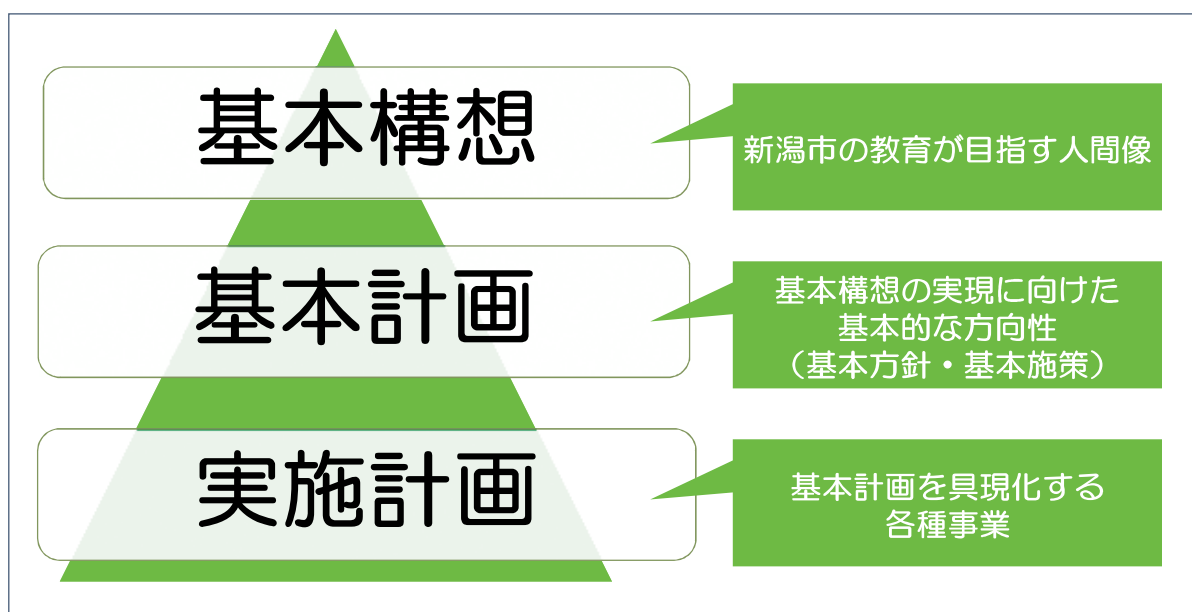 基本構想
新潟市の教育が目指す人間像
基本計画
基本構想の実現に向けた
基本的な方向性
（基本方針・基本施策）
実施計画
基本計画を具現化する
各種事業